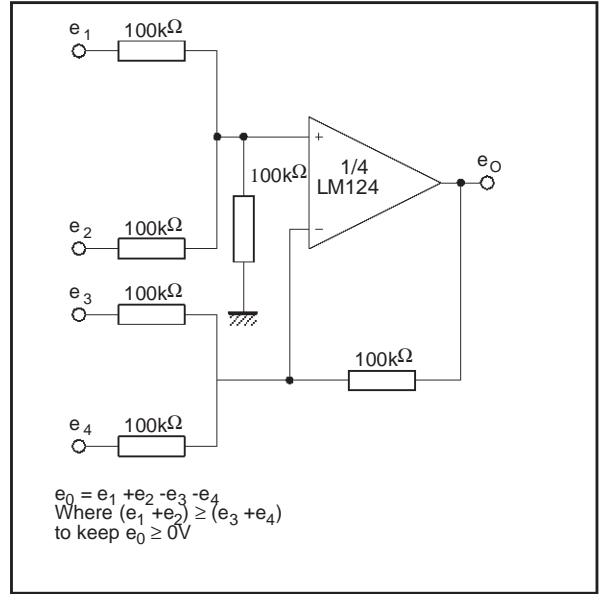 e1
100kΩ
100kΩ
1/4
LM124
eO
e2
100kΩ
e3
100kΩ
100kΩ
e4
100kΩ
e0 = e1 +e2 -e3 -e4
Where (e1 +e2) ≥ (e3 +e4)
to keep e0 ≥ 0V